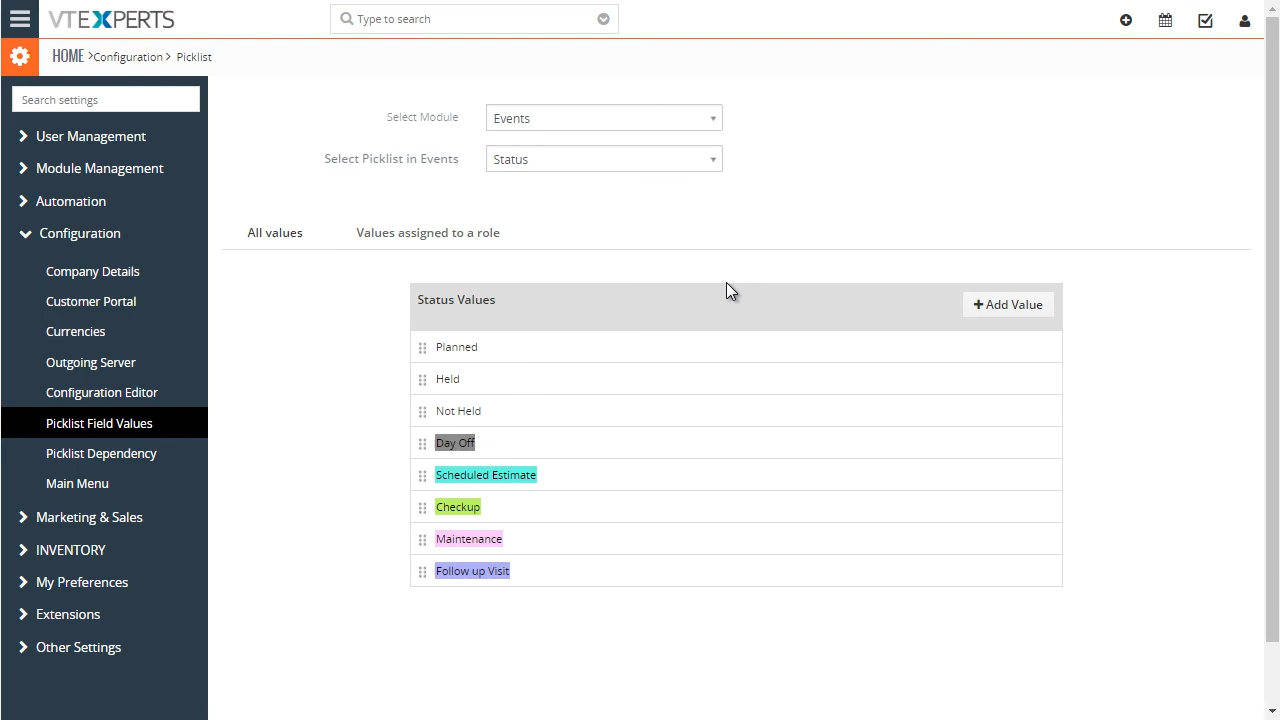 VTEXPERTS
Type to search
HOME >Configuration > Picklist
Search settings
User Management
Module Management
Automation
Configuration
Company Details
Customer Portal
Currencies
Outgoing Server
Configuration Editor
Picklist Field Values
Picklist Dependency
Main Menu
Marketing & Sales
INVENTORY
My Preferences
Extensions
Other Settings
Select Module
Events
Select Picklist in Events
Status
All values
Values assigned to a role
Status Values
Add Value
Planned
Held
Not Held
Day Off
Scheduled Estimate
Checkup
Maintenance
Follow up Visit